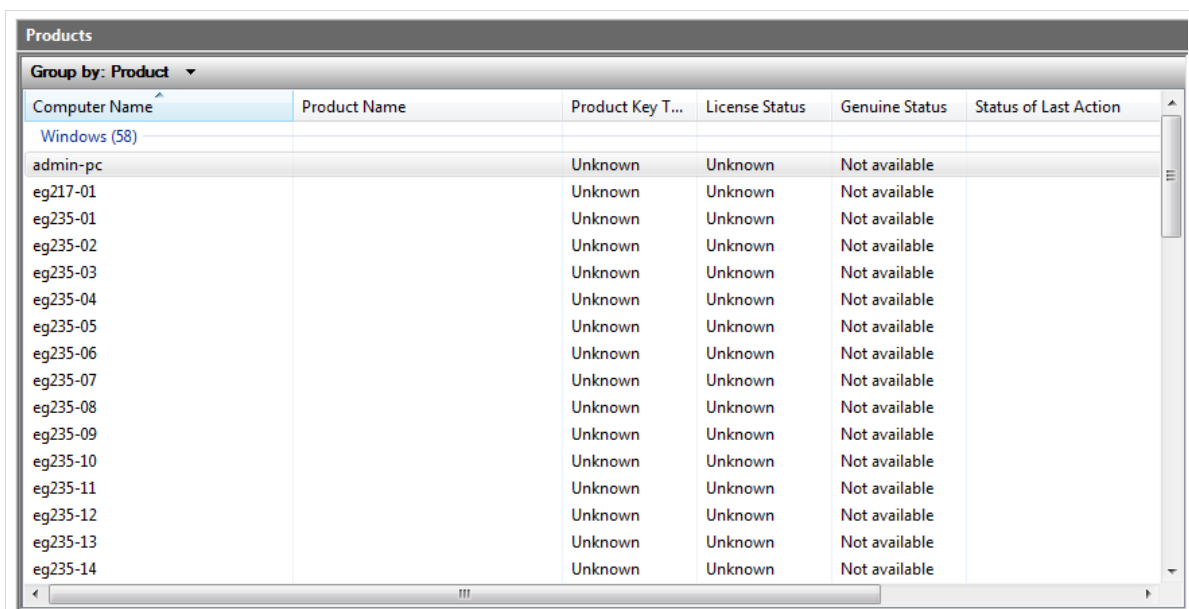 Products
Group by: Product
Computer Name Product Name Product Key T... License Status Genuine Status Status of Last Action
Windows (58)
admin-pc Unknown Unknown Not available
eg217-01 Unknown Unknown Not available
eg235-01 Unknown Unknown Not available
eg235-02 Unknown Unknown Not available
eg235-03 Unknown Unknown Not available
eg235-04 Unknown Unknown Not available
eg235-05 Unknown Unknown Not available
eg235-06 Unknown Unknown Not available
eg235-07 Unknown Unknown Not available
eg235-08 Unknown Unknown Not available
eg235-09 Unknown Unknown Not available
eg235-10 Unknown Unknown Not available
eg235-11 Unknown Unknown Not available
eg235-12 Unknown Unknown Not available
eg235-13 Unknown Unknown Not available
eg235-14 Unknown Unknown Not available